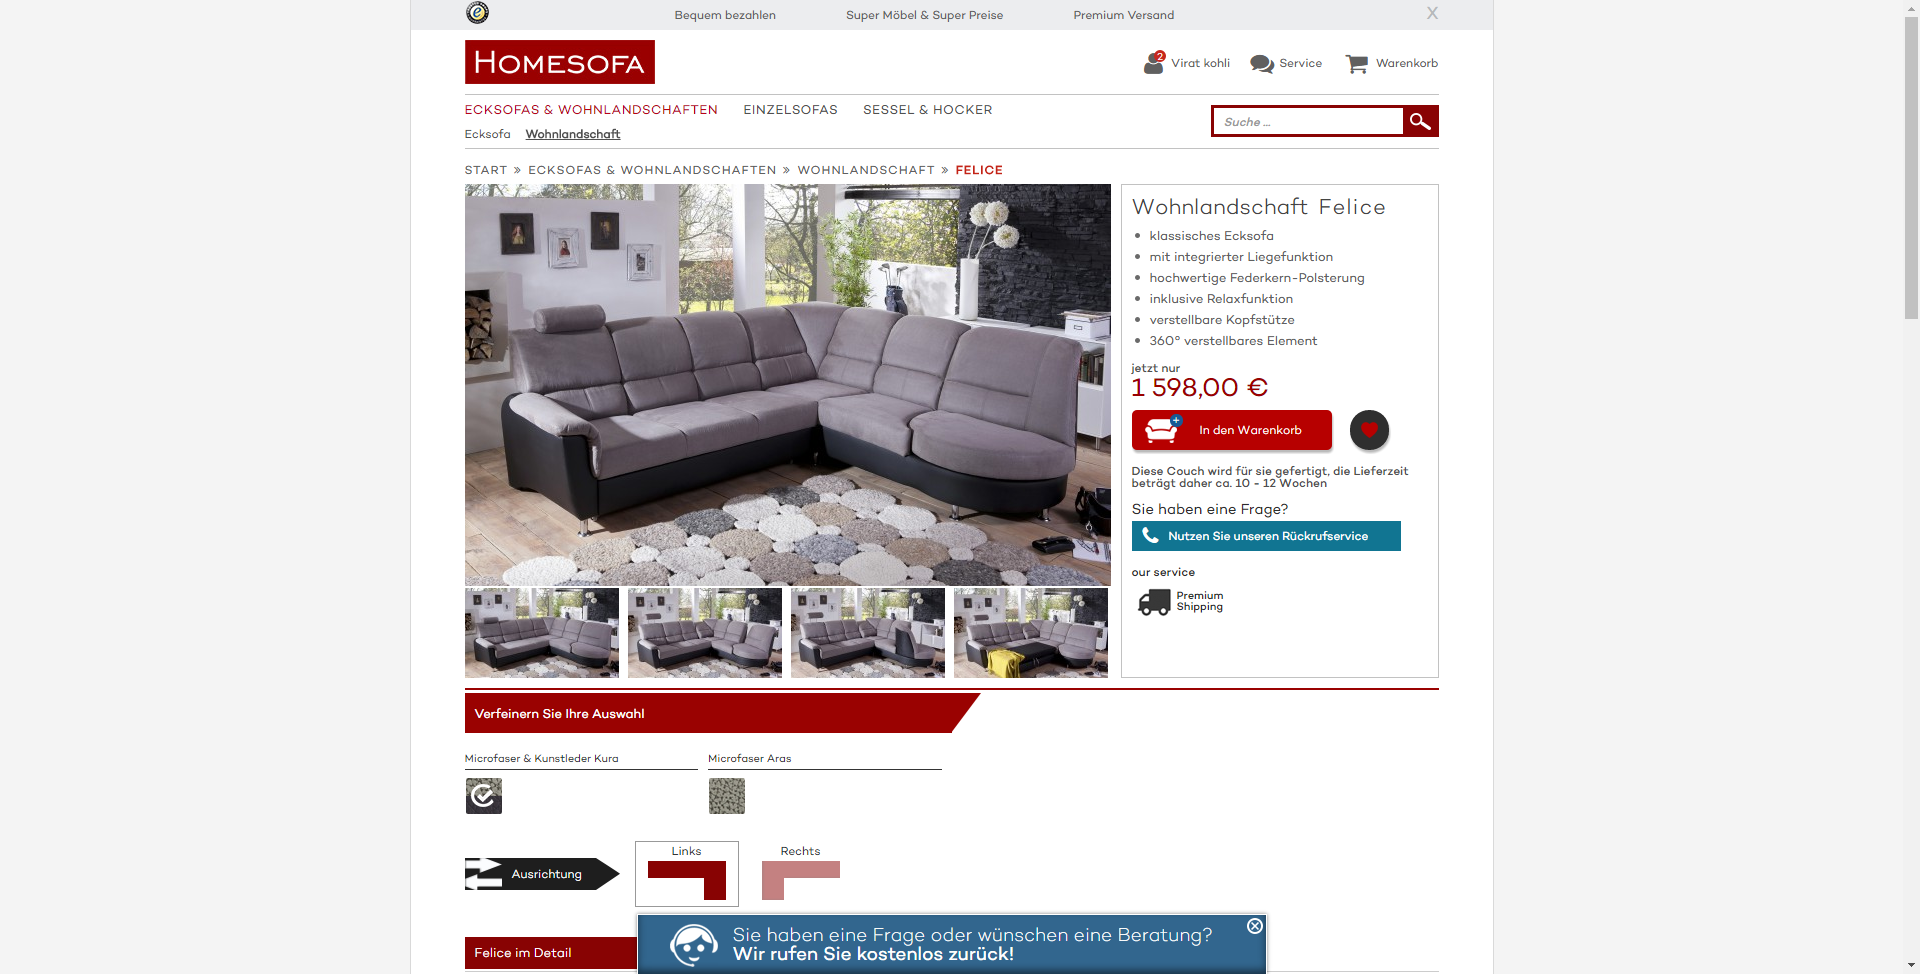 Bequem bezahlen
Super Möbel & Super Preise
Premium Versand
X
HOMESOFA
2
Virat kohli
Service
Warenkorb
ECKSOFAS & WOHNLANDSCHAFTEN
EINZELSOFAS
SESSEL & HOCKER
Ecksofa
Wohnlandschaft
Suche ...
START » ECKSOFAS & WOHNLANDSCHAFTEN » WOHNLANDSCHAFT » FELICE
Wohnlandschaft Felice
klassisches Ecksofa
mit integrierter Liegefunktion
hochwertige Federkern-Polsterung
inklusive Relaxfunktion
verstellbare Kopfstütze
360° verstellbares Element
jetzt nur
1 598,00 €
In den Warenkorb
Diese Couch wird für sie gefertigt, die Lieferzeit
beträgt daher ca. 10 - 12 Wochen
Sie haben eine Frage?
Nutzen Sie unseren Rückrufservice
our service
Premium
Shipping
Verfeinern Sie Ihre Auswahl
Microfaser & Kunstleder Kura
Microfaser Aras
Ausrichtung
Links
Rechts
Felice im Detail
Sie haben eine Frage oder wünschen eine Beratung?
Wir rufen Sie kostenlos zurück!